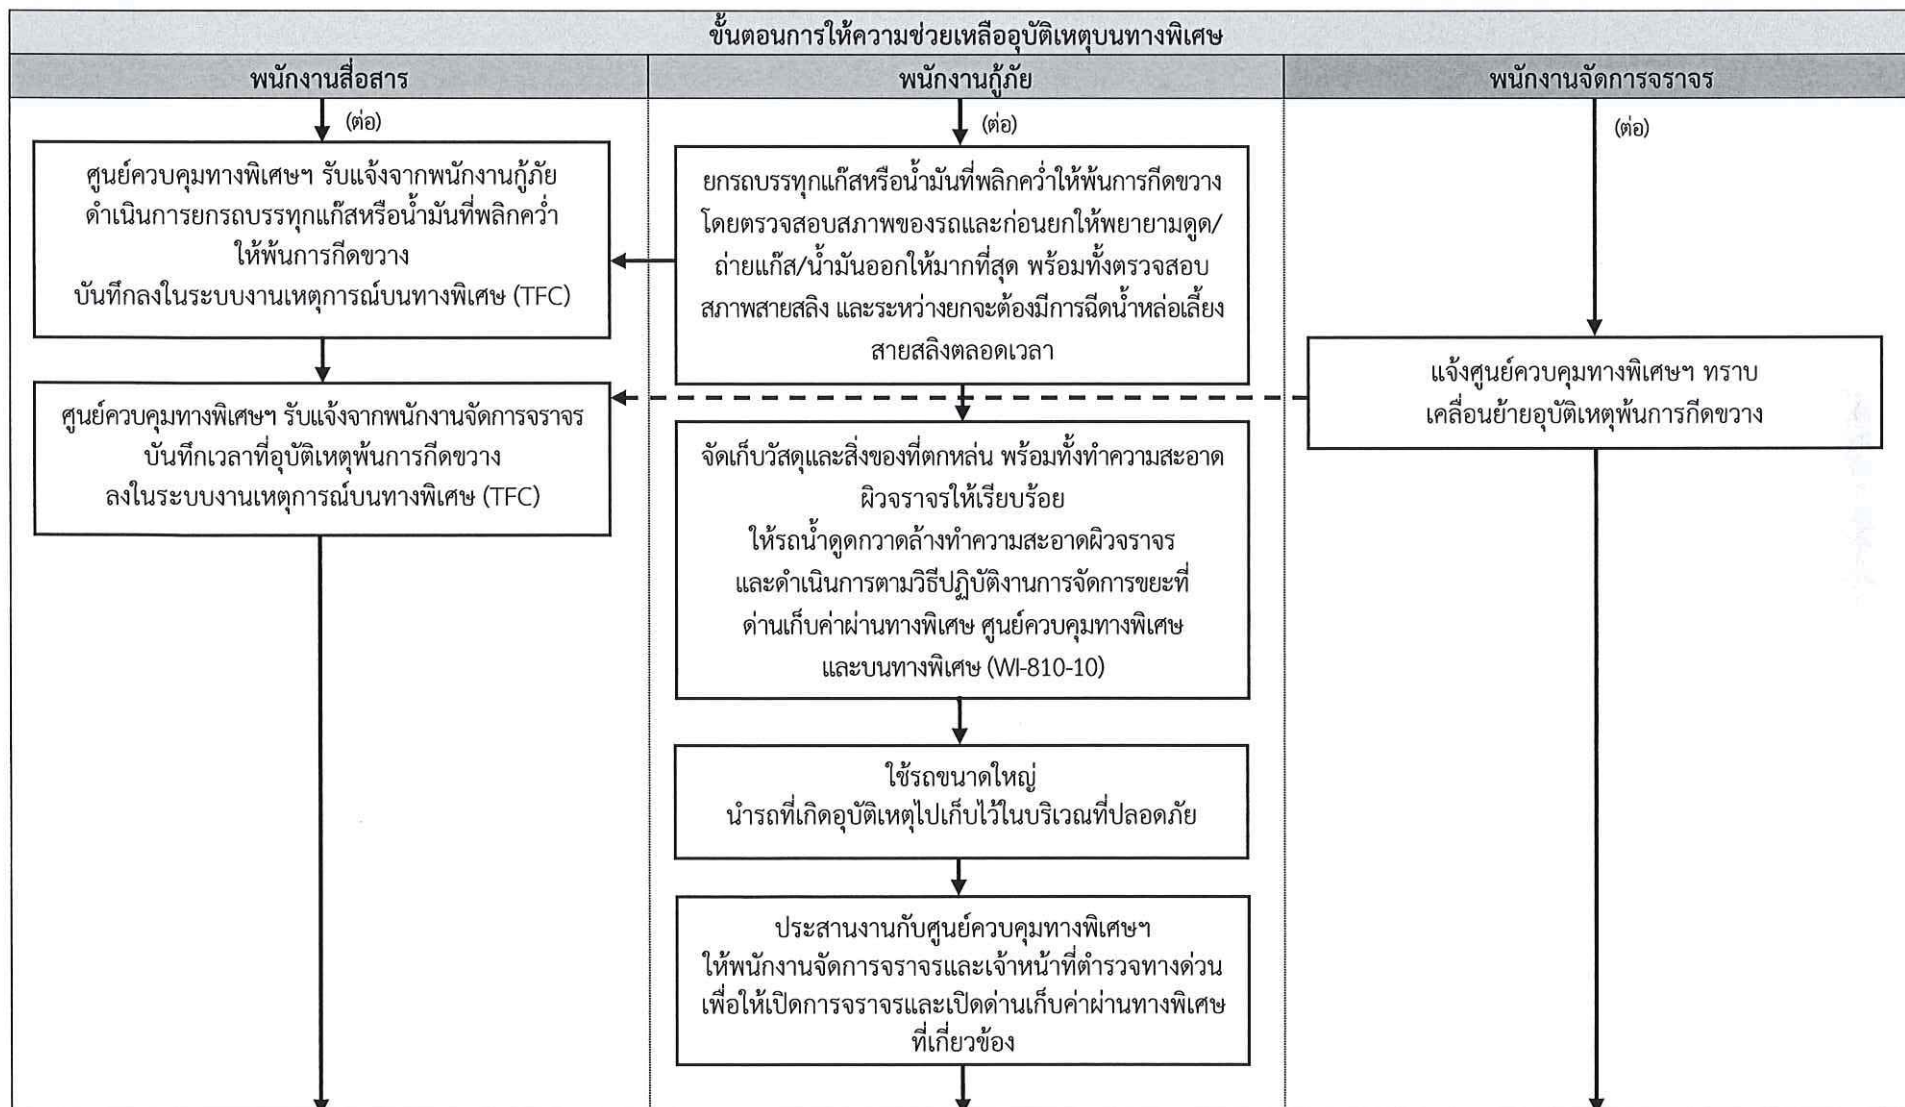 ขั้นตอนการให้ความช่วยเหลืออุบัติเหตุบนทางพิเศษ
พนักงานสื่อสาร
พนักงานกู้ภัย
พนักงานจัดการจราจร
(ต่อ)
ศูนย์ควบคุมทางพิเศษฯ รับแจ้งจากพนักงานกู้ภัย
ดำเนินการยกรถบรรทุกแก๊สหรือน้ำมันที่พลิกคว่ำ
ให้พ้นการกีดขวาง
บันทึกลงในระบบงานเหตุการณ์บนทางพิเศษ (TFC)
ศูนย์ควบคุมทางพิเศษฯ รับแจ้งจากพนักงานจัดการจราจร
บันทึกเวลาที่อุบัติเหตุพ้นการกีดขวาง
ลงในระบบงานเหตุการณ์บนทางพิเศษ (TFC)
(ต่อ)
ยกรถบรรทุกแก๊สหรือน้ำมันที่พลิกคว่ำให้พ้นการกีดขวาง
โดยตรวจสอบสภาพของรถและก่อนยกให้พยายามดูด/
ถ่ายแก๊ส/น้ำมันออกให้มากที่สุด พร้อมทั้งตรวจสอบ
สภาพสายสลิง และระหว่างยกจะต้องมีการฉีดน้ำหล่อเลี้ยง
สายสลิงตลอดเวลา
จัดเก็บวัสดุและสิ่งของที่ตกหล่น พร้อมทั้งทำความสะอาด
ผิวจราจรให้เรียบร้อย
ให้รถน้ำดูดกวาดล้างทำความสะอาดผิวจราจร
และดำเนินการตามวิธีปฏิบัติงานการจัดการขยะที่
ด่านเก็บค่าผ่านทางพิเศษ ศูนย์ควบคุมทางพิเศษ
และบนทางพิเศษ (WI-810-10)
ใช้รถขนาดใหญ่
นำรถที่เกิดอุบัติเหตุไปเก็บไว้ในบริเวณที่ปลอดภัย
ประสานงานกับศูนย์ควบคุมทางพิเศษฯ
ให้พนักงานจัดการจราจรและเจ้าหน้าที่ตำรวจทางด่วน
เพื่อให้เปิดการจราจรและเปิดด่านเก็บค่าผ่านทางพิเศษ
ที่เกี่ยวข้อง
(ต่อ)
แจ้งศูนย์ควบคุมทางพิเศษฯ ทราบ
เคลื่อนย้ายอุบัติเหตุพ้นการกีดขวาง